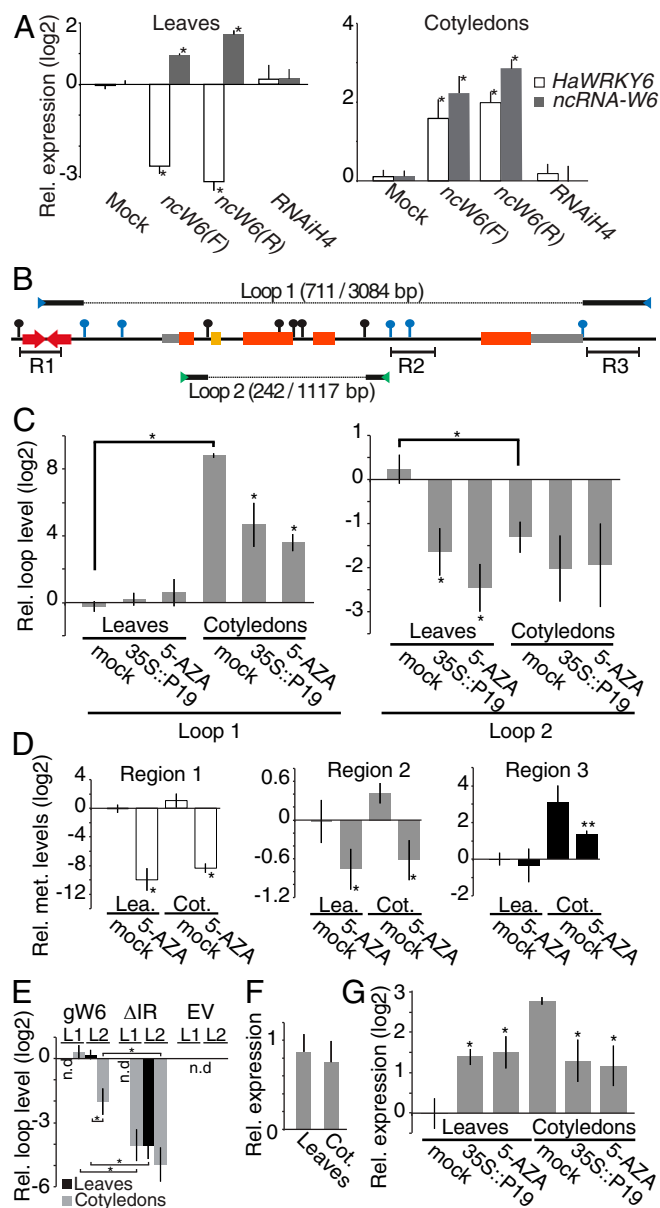 A
Leaves
Cotyledons
Rel. expression (log2)
2
0
-3
4
2
0
HaWRKY6
ncRNA-W6
Mock
ncW6(F)
ncW6(R)
RNAiH4
Mock
ncW6(F)
ncW6(R)
RNAiH4
B
Loop 1 (711 / 3084 bp)
R1
R2
R3
Loop 2 (242 / 1117 bp)
C
Rel. loop level (log2)
8
4
0
1
0
-1
-2
-3
*
*
*
*
*
*
Leaves
Cotyledons
mock
35S::P19
5-AZA
mock
35S::P19
5-AZA
Leaves
Cotyledons
mock
35S::P19
5-AZA
mock
35S::P19
5-AZA
Loop 1
Loop 2
D
Rel. met. levels (log2)
Region 1
Region 2
Region 3
4
0
-4
-8
-12
0.6
0
-0.6
-1.2
4
2
0
-2
*
*
*
*
**
Lea.
Cot.
Lea.
Cot.
Lea.
Cot.
mock
5-AZA
mock
5-AZA
mock
5-AZA
mock
5-AZA
mock
5-AZA
mock
5-AZA
E
gW6
ΔIR
EV
L1
L2
L1
L2
L1
L2
Rel. loop level (log2)
0
-3
-6
n.d
n.d
n.d
*
*
*
*
Leaves
Cotyledons
F
Rel. expression
1
0
Leaves
Cot.
G
Rel. expression (log2)
3
2
1
0
*
*
*
*
Leaves
Cotyledons
mock
35S::P19
5-AZA
mock
35S::P19
5-AZA